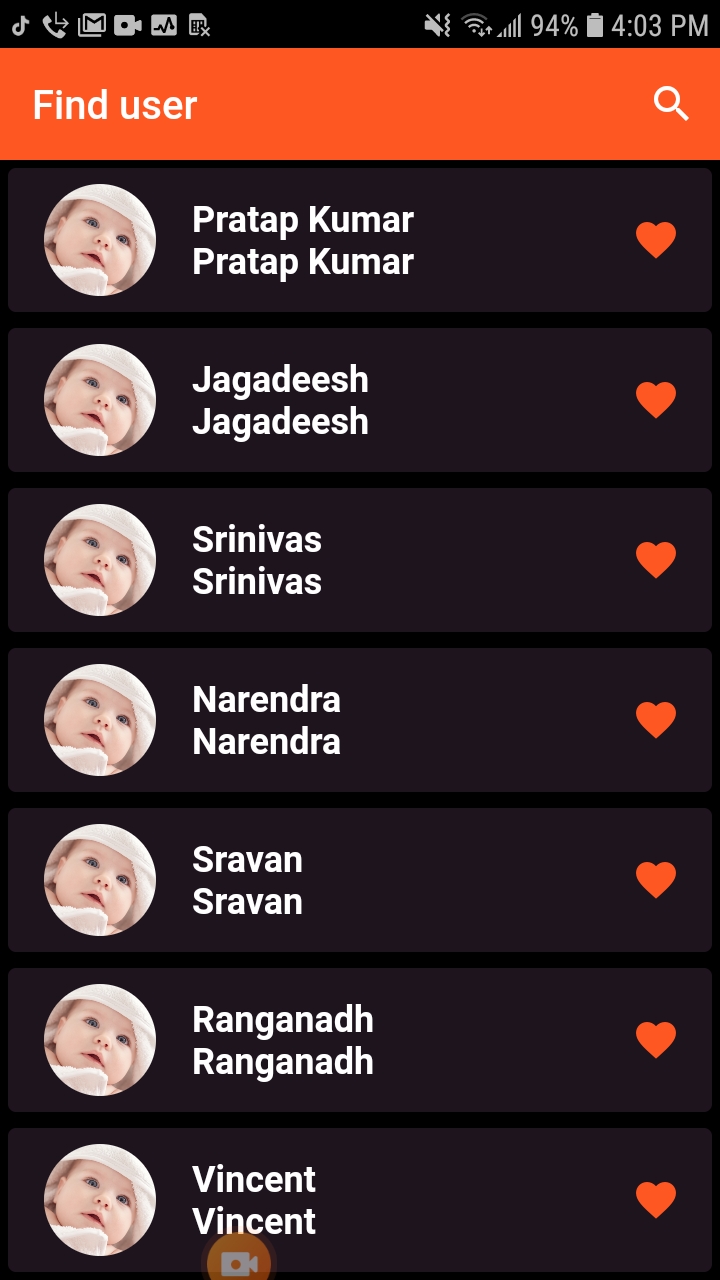 94% 4:03 PM
Find user
Pratap Kumar
Pratap Kumar
Jagadeesh
Jagadeesh
Srinivas
Srinivas
Narendra
Narendra
Sravan
Sravan
Ranganadh
Ranganadh
Vincent
Vincent